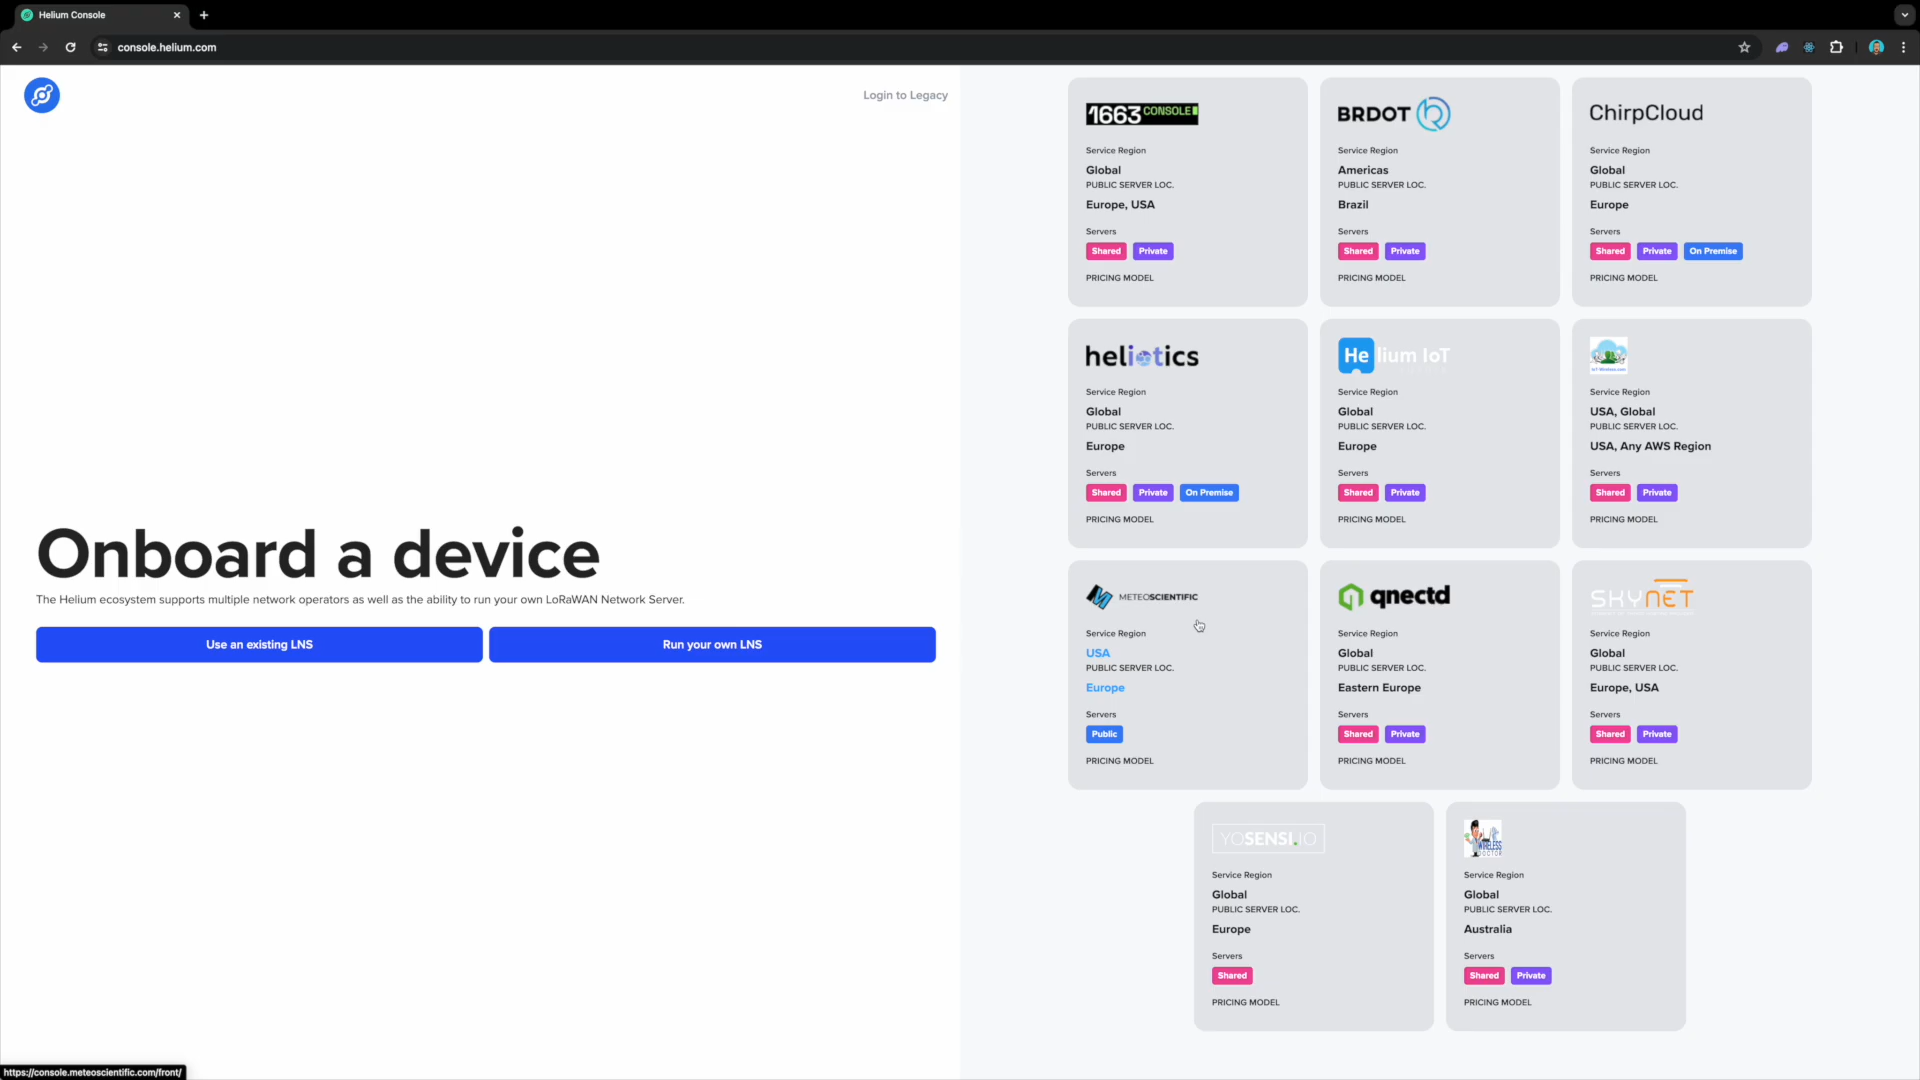 Helium Console
console.helium.com
Login to Legacy
Onboard a device
The Helium ecosystem supports multiple network operators as well as the ability to run your own LoRaWAN Network Server.
Use an existing LNS
Run your own LNS
1663 CONSOLE
Service Region
Global
PUBLIC SERVER LOC.
Europe, USA
Servers
Shared Private
PRICING MODEL
BRDOT
Service Region
Americas
PUBLIC SERVER LOC.
Brazil
Servers
Shared Private
PRICING MODEL
ChirpCloud
Service Region
Global
PUBLIC SERVER LOC.
Europe
Servers
Shared Private On Premise
PRICING MODEL
heliotics
Service Region
Global
PUBLIC SERVER LOC.
Europe
Servers
Shared Private On Premise
PRICING MODEL
Helium IoT
Service Region
Global
PUBLIC SERVER LOC.
Europe
Servers
Shared Private
PRICING MODEL
Service Region
USA, Global
PUBLIC SERVER LOC.
USA, Any AWS Region
Servers
Shared Private
PRICING MODEL
METEOSCIENTIFIC
Service Region
USA
PUBLIC SERVER LOC.
Europe
Servers
Public
PRICING MODEL
qnectd
Service Region
Global
PUBLIC SERVER LOC.
Eastern Europe
Servers
Shared Private
PRICING MODEL
SKYNET
Service Region
Global
PUBLIC SERVER LOC.
Europe, USA
Servers
Shared Private
PRICING MODEL
YOSENSI.IO
Service Region
Global
PUBLIC SERVER LOC.
Europe
Servers
Shared
PRICING MODEL
WIRELESS
DOCTOR
Service Region
Global
PUBLIC SERVER LOC.
Australia
Servers
Shared Private
PRICING MODEL
https://console.meteoscientific.com/front/